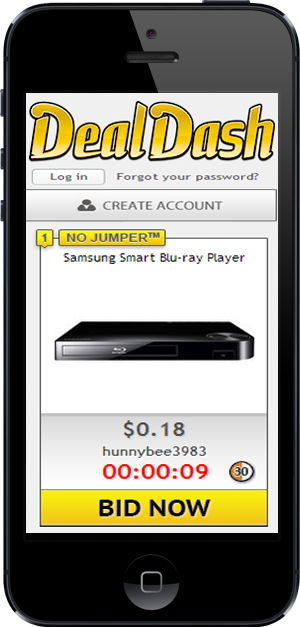 DealDash
Log in Forgot your password?
CREATE ACCOUNT
1 NO JUMPER™
Samsung Smart Blu-ray Player
$0.18
hunnybee3983
00:00:09 30
BID NOW